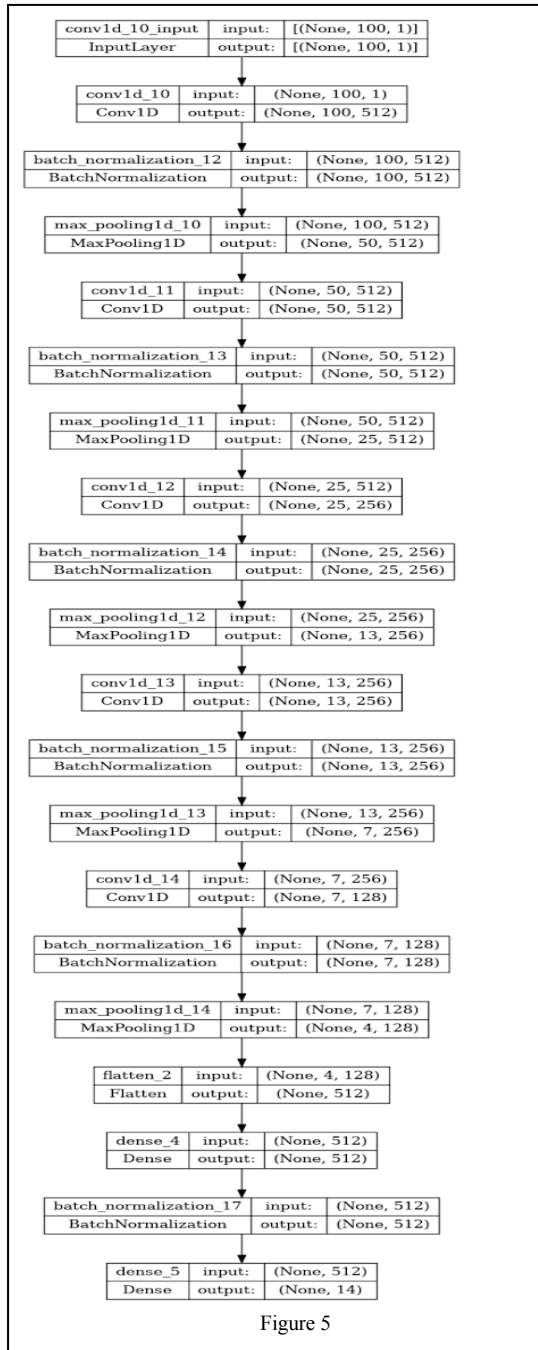 conv1d_10_input input: [(None, 100, 1)]
InputLayer output: [(None, 100, 1)]
conv1d_10 input: (None, 100, 1)
Conv1D output: (None, 100, 512)
batch_normalization_12 input: (None, 100, 512)
BatchNormalization output: (None, 100, 512)
max_pooling1d_10 input: (None, 100, 512)
MaxPooling1D output: (None, 50, 512)
conv1d_11 input: (None, 50, 512)
Conv1D output: (None, 50, 512)
batch_normalization_13 input: (None, 50, 512)
BatchNormalization output: (None, 50, 512)
max_pooling1d_11 input: (None, 50, 512)
MaxPooling1D output: (None, 25, 512)
conv1d_12 input: (None, 25, 512)
Conv1D output: (None, 25, 256)
batch_normalization_14 input: (None, 25, 256)
BatchNormalization output: (None, 25, 256)
max_pooling1d_12 input: (None, 25, 256)
MaxPooling1D output: (None, 13, 256)
conv1d_13 input: (None, 13, 256)
Conv1D output: (None, 13, 256)
batch_normalization_15 input: (None, 13, 256)
BatchNormalization output: (None, 13, 256)
max_pooling1d_13 input: (None, 13, 256)
MaxPooling1D output: (None, 7, 256)
conv1d_14 input: (None, 7, 256)
Conv1D output: (None, 7, 128)
batch_normalization_16 input: (None, 7, 128)
BatchNormalization output: (None, 7, 128)
max_pooling1d_14 input: (None, 7, 128)
MaxPooling1D output: (None, 4, 128)
flatten_2 input: (None, 4, 128)
Flatten output: (None, 512)
dense_4 input: (None, 512)
Dense output: (None, 512)
batch_normalization_17 input: (None, 512)
BatchNormalization output: (None, 512)
dense_5 input: (None, 512)
Dense output: (None, 14)
Figure 5